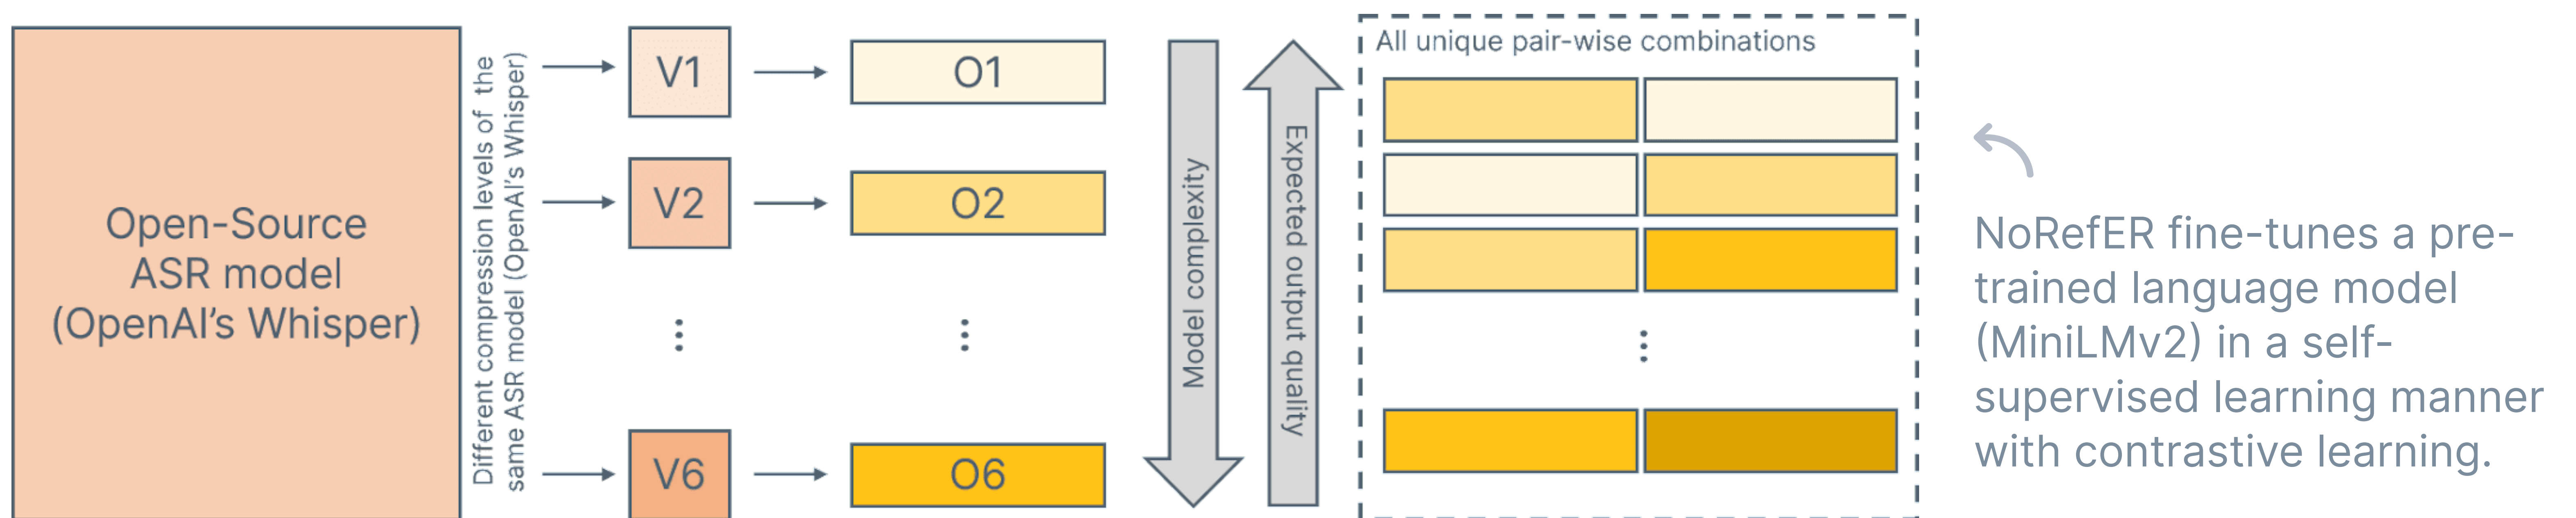 Open-Source
ASR model
(OpenAI's Whisper)
Different compression levels of the
same ASR model (OpenAI's Whisper)
V1
O1
V2
O2
V6
O6
Model complexity
Expected output quality
All unique pair-wise combinations
NoRefER fine-tunes a pre-
trained language model
(MiniLMv2) in a self-
supervised learning manner
with contrastive learning.